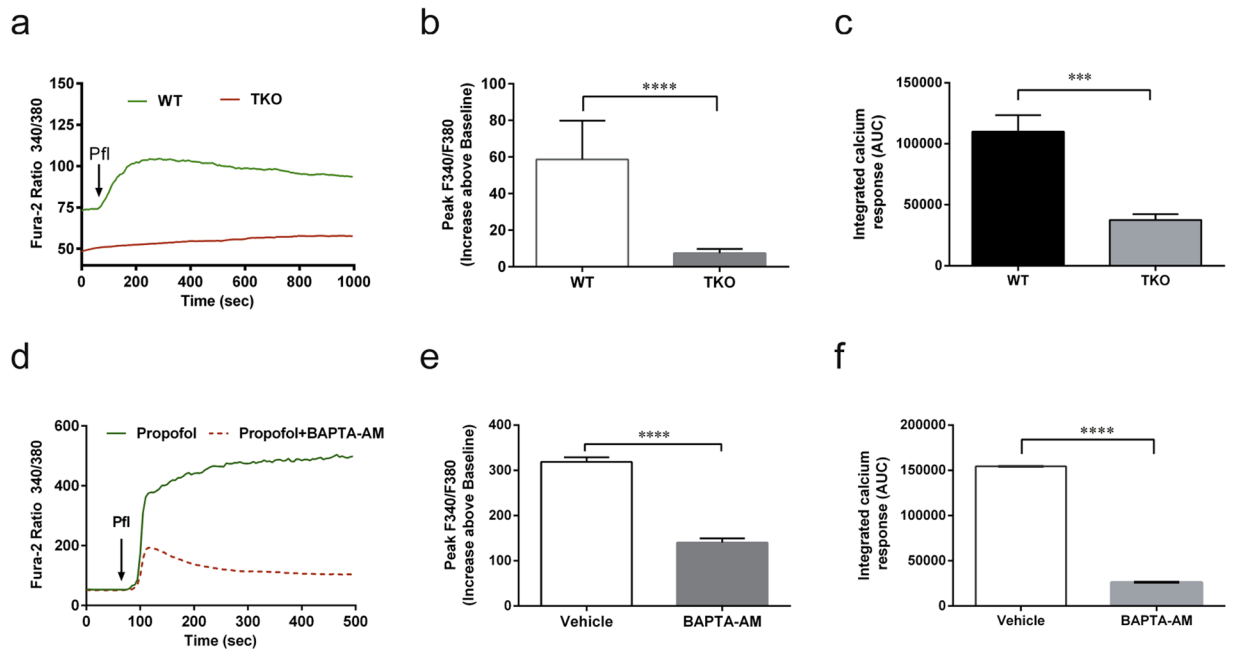 a
Fura-2 Ratio 340/380
150
125
100
75
50
WT
TKO
Pfl
0
200
400
600
800
1000
Time (sec)
b
Peak F340/F380
(Increase above Baseline)
100
80
60
40
20
0
****
WT
TKO
c
Integrated calcium
response (AUC)
150000
100000
50000
0
***
WT
TKO
d
Fura-2 Ratio 340/380
600
400
200
0
Propofol
Propofol+BAPTA-AM
Pfl
0
100
200
300
400
500
Time (sec)
e
Peak F340/F380
(Increase above Baseline)
400
300
200
100
0
****
Vehicle
BAPTA-AM
f
Integrated calcium
response (AUC)
200000
150000
100000
50000
0
****
Vehicle
BAPTA-AM